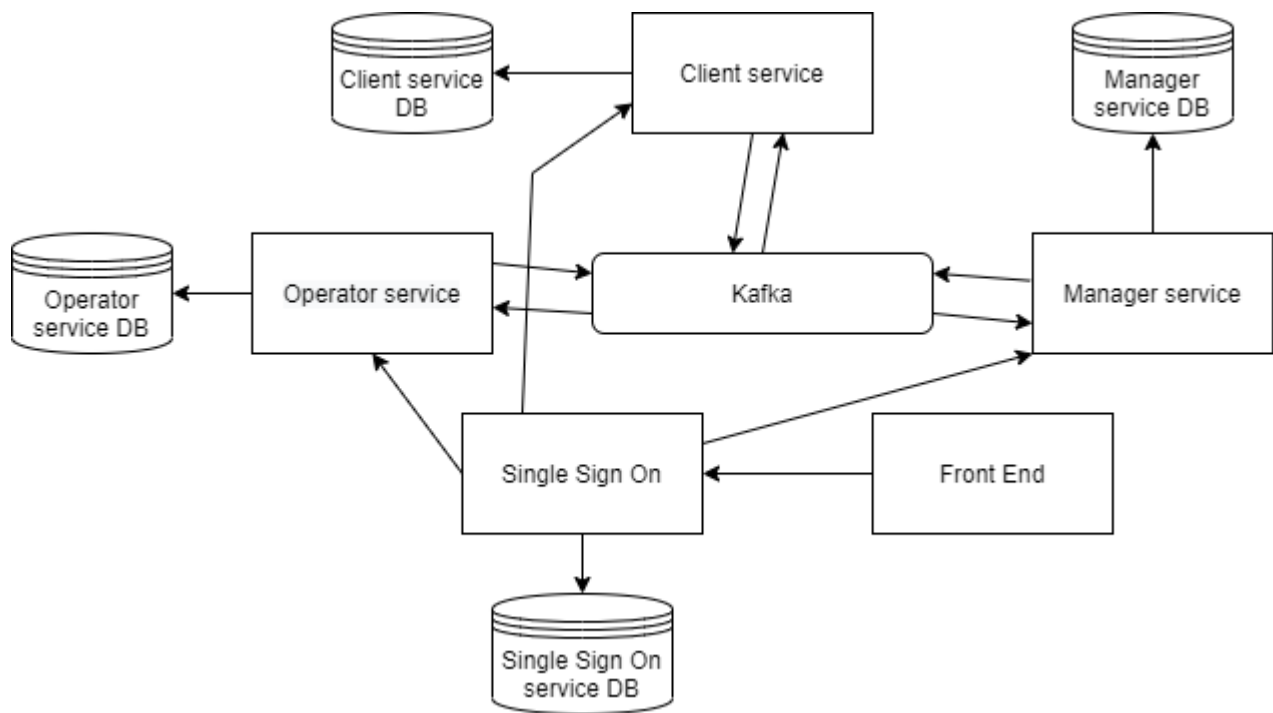 Client service
DB
Client service
Manager
service DB
Operator
service DB
Operator service
Kafka
Manager service
Single Sign On
Front End
Single Sign On
service DB